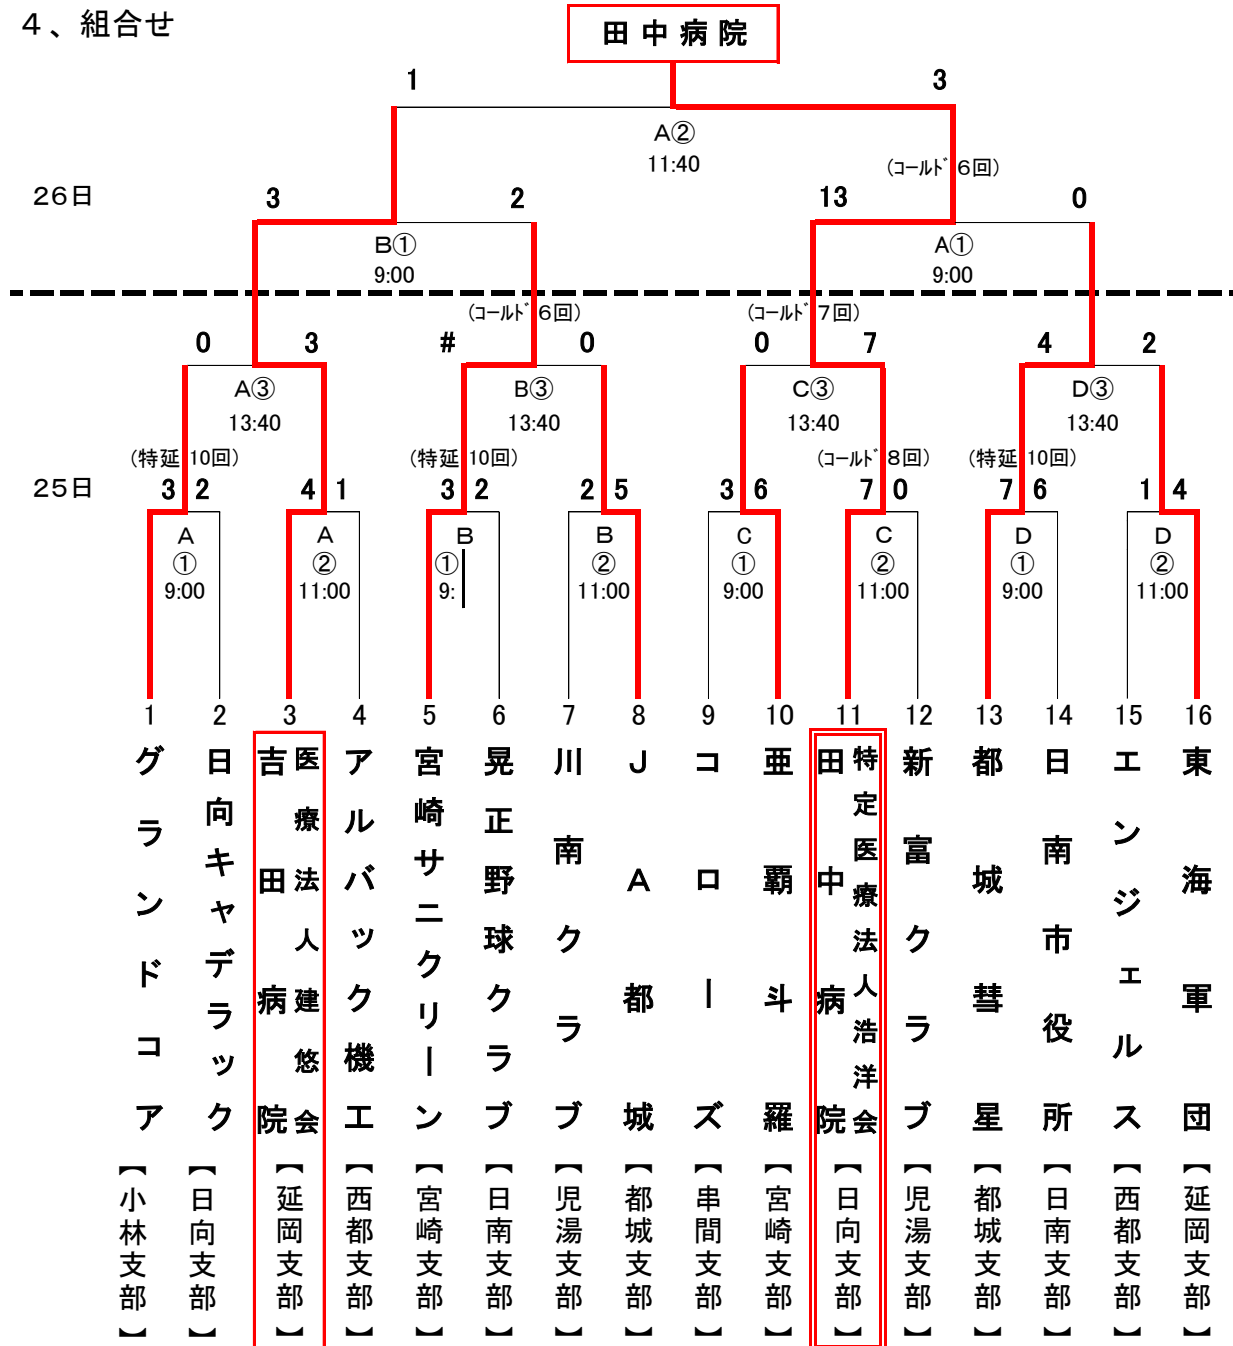 4、組合せ
田中病院
1 3
A②
11:40
(コールド 6回)
26日
3 2 13 0
B① A①
9:00 9:00
(コールド 6回) (コールド 7回)
0 3 # 0 0 7 4 2
A③ B③ C③ D③
13:40 13:40 13:40 13:40
(特延 10回) (特延 10回) (コールド 8回) (特延 10回)
25日
3 2 4 1 3 2 2 5 3 6 7 0 7 6 1 4
A A B B C C D D
① ② ① ② ① ② ① ②
9:00 11:00 9: 11:00 9:00 11:00 9:00 11:00
1 2 3 4 5 6 7 8 9 10 11 12 13 14 15 16
グランドコア
日向キャデラック
医療法人建悠会
吉田病院
アルバック機工
宮崎サニクリーン
晃正野球クラブ
川南クラブ
JA都城
コローズ
亜覇斗羅
特定医療法人浩洋会
田中病院
新富クラブ
都城彗星
日南市役所
エンジェルス
東海軍団
【小林支部】
【日向支部】
【延岡支部】
【西都支部】
【宮崎支部】
【日南支部】
【児湯支部】
【都城支部】
【串間支部】
【宮崎支部】
【日向支部】
【児湯支部】
【都城支部】
【日南支部】
【西都支部】
【延岡支部】